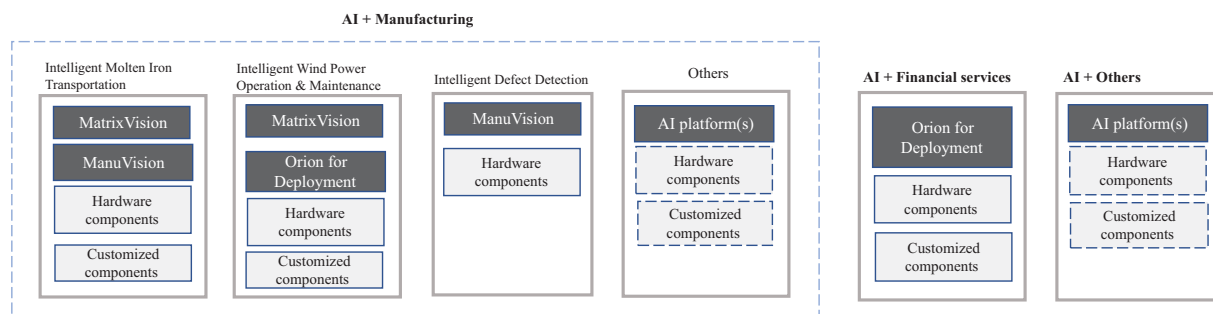 AI + Manufacturing
Intelligent Molten Iron
Transportation
MatrixVision
ManuVision
Hardware
components
Customized
components
Intelligent Wind Power
Operation & Maintenance
MatrixVision
Orion for
Deployment
Hardware
components
Customized
components
Intelligent Defect Detection
ManuVision
Hardware
components
Others
AI platform(s)
Hardware
components
Customized
components
AI + Financial services
Orion for
Deployment
Hardware
components
Customized
components
AI + Others
AI platform(s)
Hardware
components
Customized
components